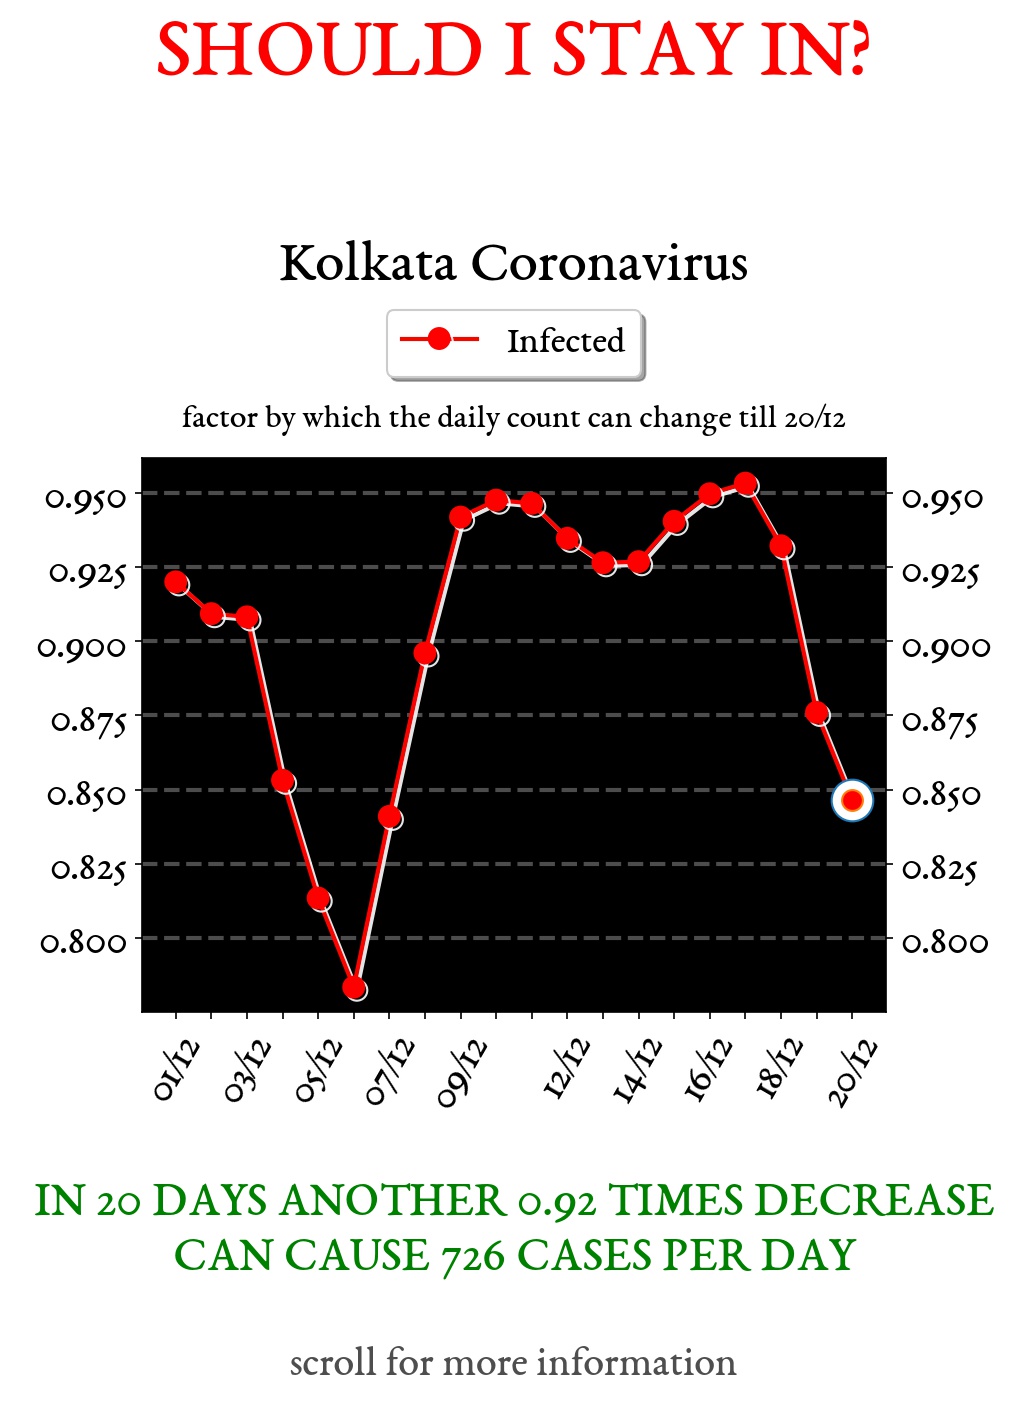 SHOULD I STAY IN?
Kolkata Coronavirus
Infected
factor by which the daily count can change till 20/12
0.950 0.950
0.925 0.925
0.900 0.900
0.875 0.875
0.850 0.850
0.825 0.825
0.800 0.800
01/12 03/12 05/12 07/12 09/12 12/12 14/12 16/12 18/12 20/12
IN 20 DAYS ANOTHER 0.92 TIMES DECREASE
CAN CAUSE 726 CASES PER DAY
scroll for more information